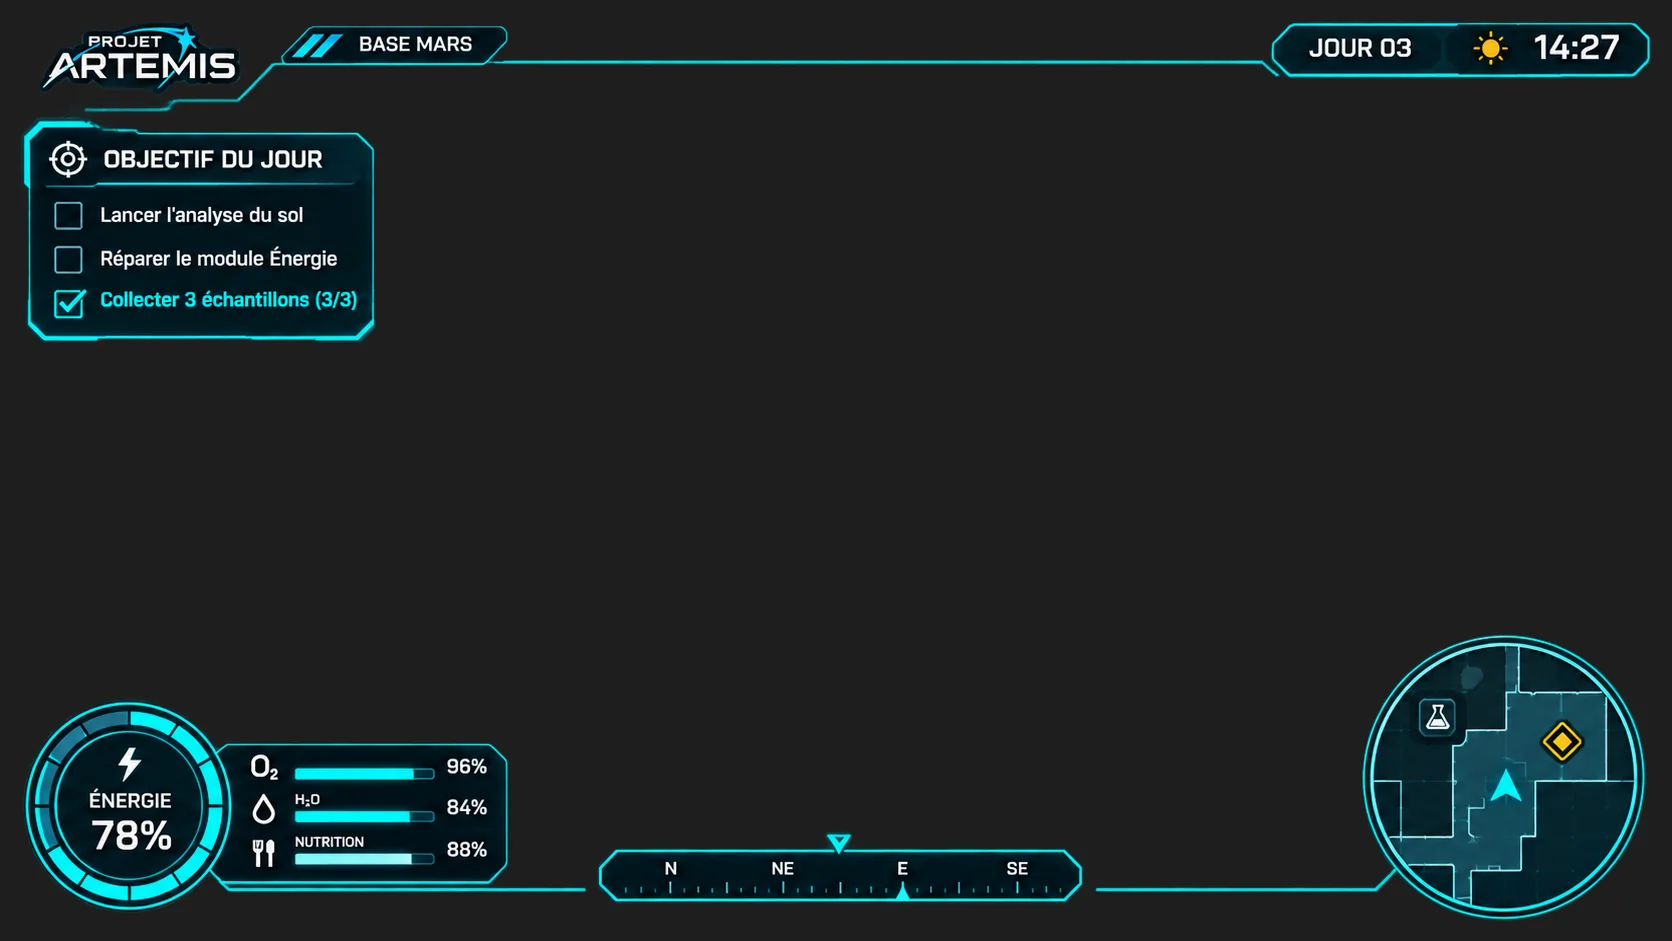 PROJET
ARTEMIS
BASE MARS
JOUR 03
14:27
OBJECTIF DU JOUR
Lancer l'analyse du sol
Réparer le module Énergie
Collecter 3 échantillons (3/3)
ÉNERGIE
78%
O₂
96%
H₂O
84%
NUTRITION
88%
N NE E SE